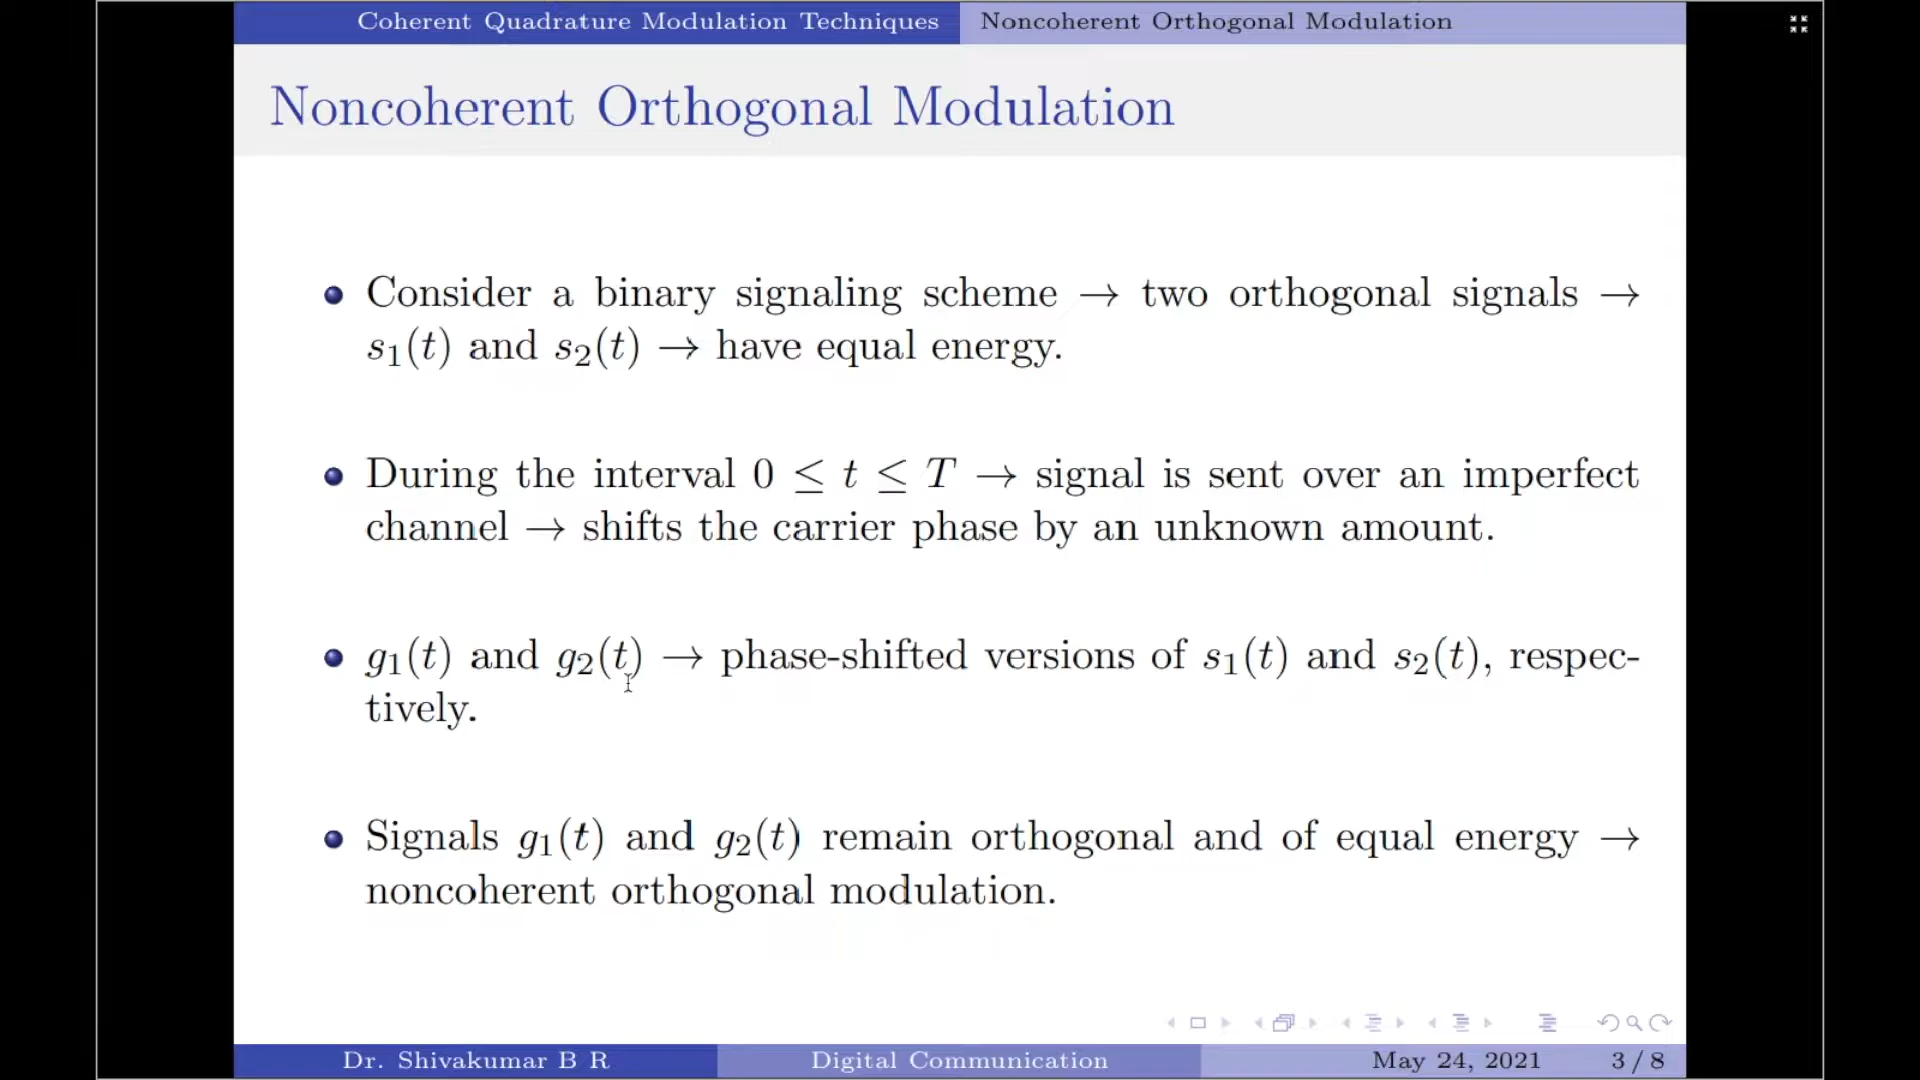 Coherent Quadrature Modulation Techniques Noncoherent Orthogonal Modulation
Noncoherent Orthogonal Modulation
Consider a binary signaling scheme → two orthogonal signals →
s₁(t) and s₂(t) → have equal energy.
During the interval 0 ≤ t ≤ T → signal is sent over an imperfect
channel → shifts the carrier phase by an unknown amount.
g₁(t) and g₂(t) → phase-shifted versions of s₁(t) and s₂(t), respec-
tively.
Signals g₁(t) and g₂(t) remain orthogonal and of equal energy →
noncoherent orthogonal modulation.
Dr. Shivakumar B R Digital Communication May 24, 2021 3 / 8